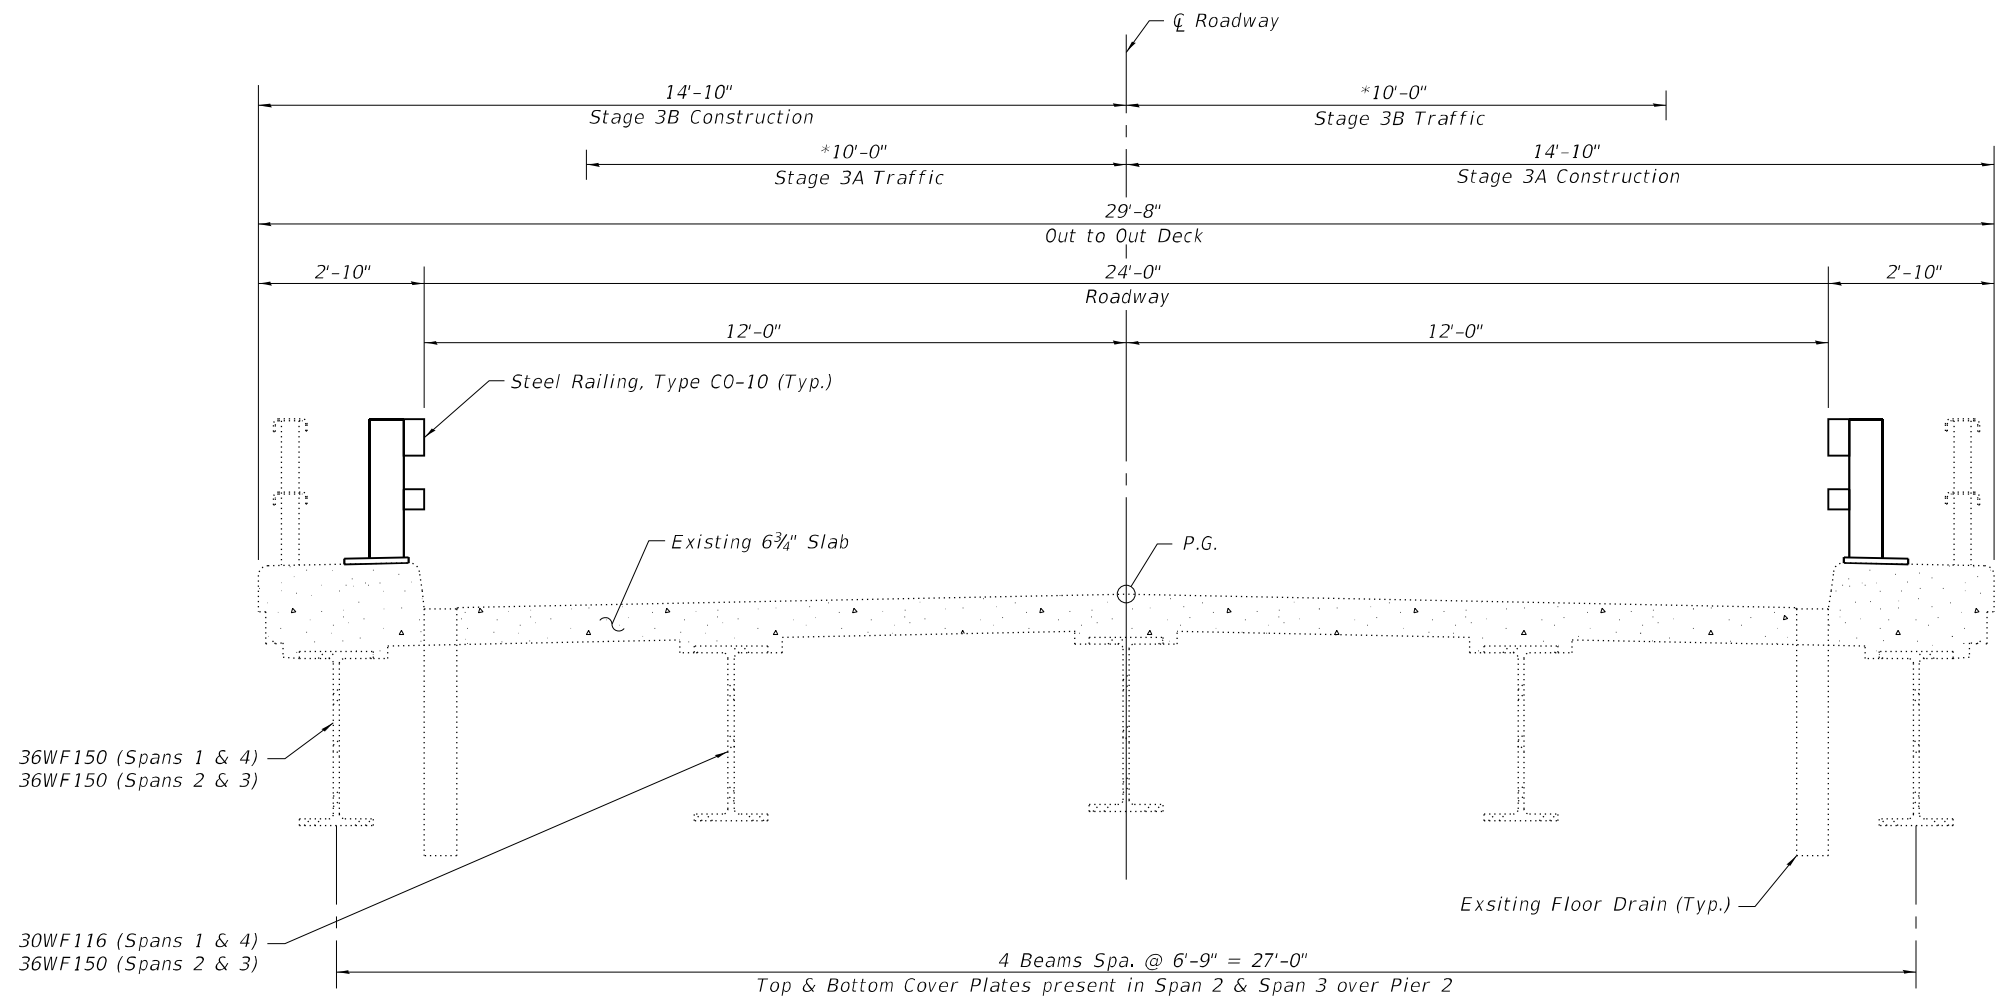 ℄ Roadway
14'-10"
*10'-0"
Stage 3B Construction
Stage 3B Traffic
*10'-0"
14'-10"
Stage 3A Traffic
Stage 3A Construction
29'-8"
Out to Out Deck
2'-10"
24'-0"
2'-10"
Roadway
12'-0"
12'-0"
Steel Railing, Type CO-10 (Typ.)
Existing 6¾" Slab
P.G.
36WF150 (Spans 1 & 4)
36WF150 (Spans 2 & 3)
Exsiting Floor Drain (Typ.)
30WF116 (Spans 1 & 4)
36WF150 (Spans 2 & 3)
4 Beams Spa. @ 6'-9" = 27'-0"
Top & Bottom Cover Plates present in Span 2 & Span 3 over Pier 2